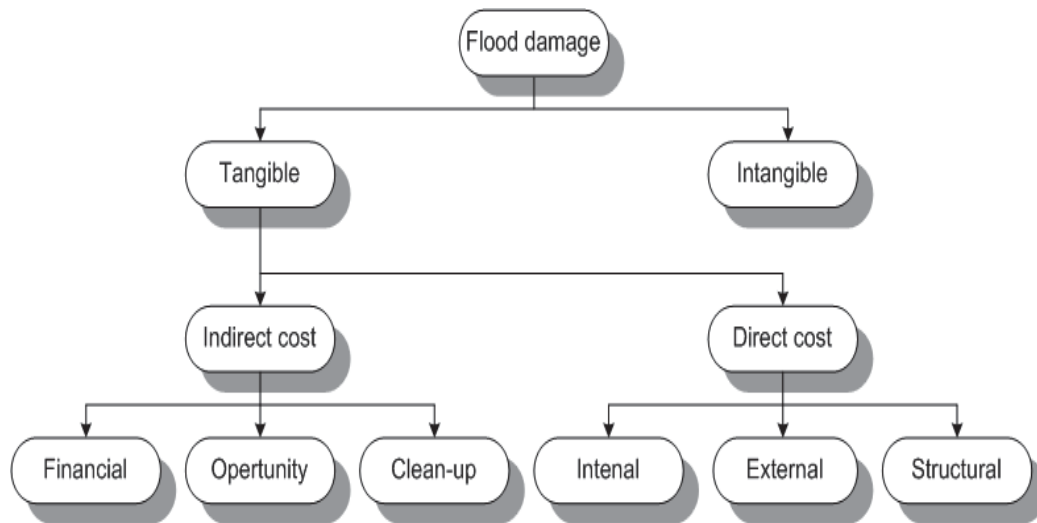 Flood damage
Tangible
Intangible
Indirect cost
Direct cost
Financial
Opertunity
Clean-up
Intenal
External
Structural